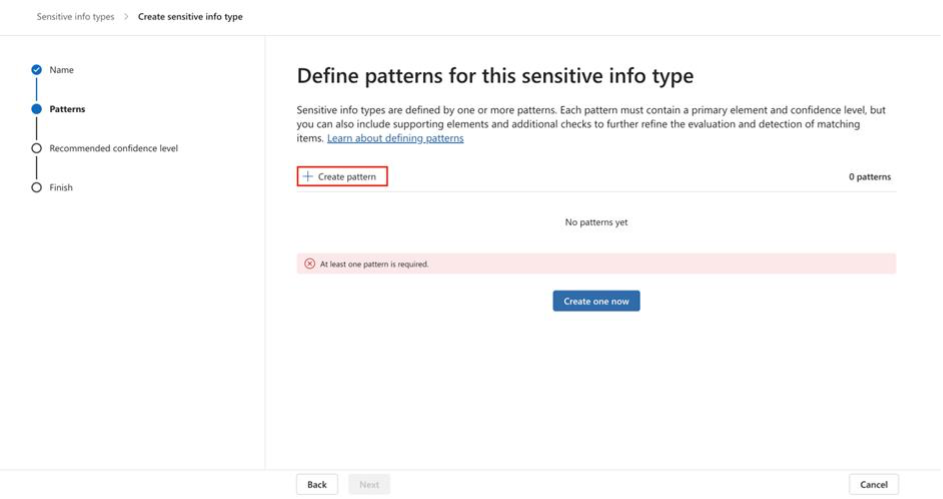 Sensitive info types > Create sensitive info type
Name
Patterns
Recommended confidence level
Finish
Define patterns for this sensitive info type
Sensitive info types are defined by one or more patterns. Each pattern must contain a primary element and confidence level, but
you can also include supporting elements and additional checks to further refine the evaluation and detection of matching
items. Learn about defining patterns
+ Create pattern 0 patterns
No patterns yet
At least one pattern is required.
Create one now
Back Next Cancel